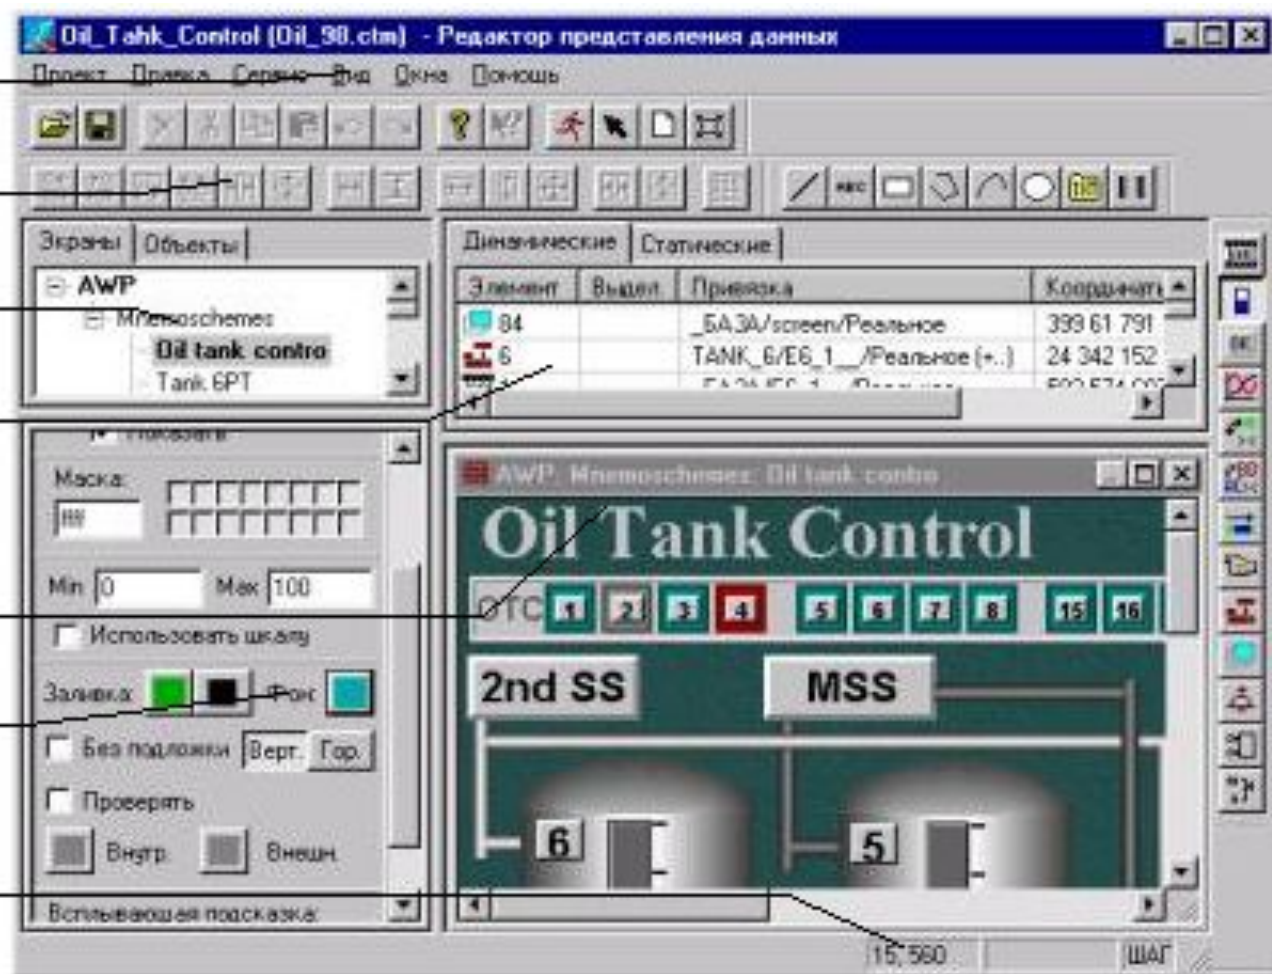 Oil_Tahk_Control (Oil_98.ctm) - Редактор представления данных
Проект Правка Сервис Вид Окна Помощь
ABC
Экраны Объекты
AWP
Mnemoschemes
Oil tank contro
Tank 6PT
Динамические Статические
Элемент Выдел. Привязка Координаты
84 _БАЗА/screen/Реальное 399 61 791
6 TANK_6/E6_1__/Реальное (+..) 24 342 152
OK
Показать
Маска:
ffff
Min 0 Max 100
Использовать шкалу
Заливка: Фон:
Без подложки Верт. Гор.
Проверять
Внутр. Внешн.
Всплывающая подсказка:
AWP: Mnemoschemes: Oil tank contro
Oil Tank Control
OTC 1 2 3 4 5 6 7 8 15 16
2nd SS MSS
6 5
15, 560 ШАГ